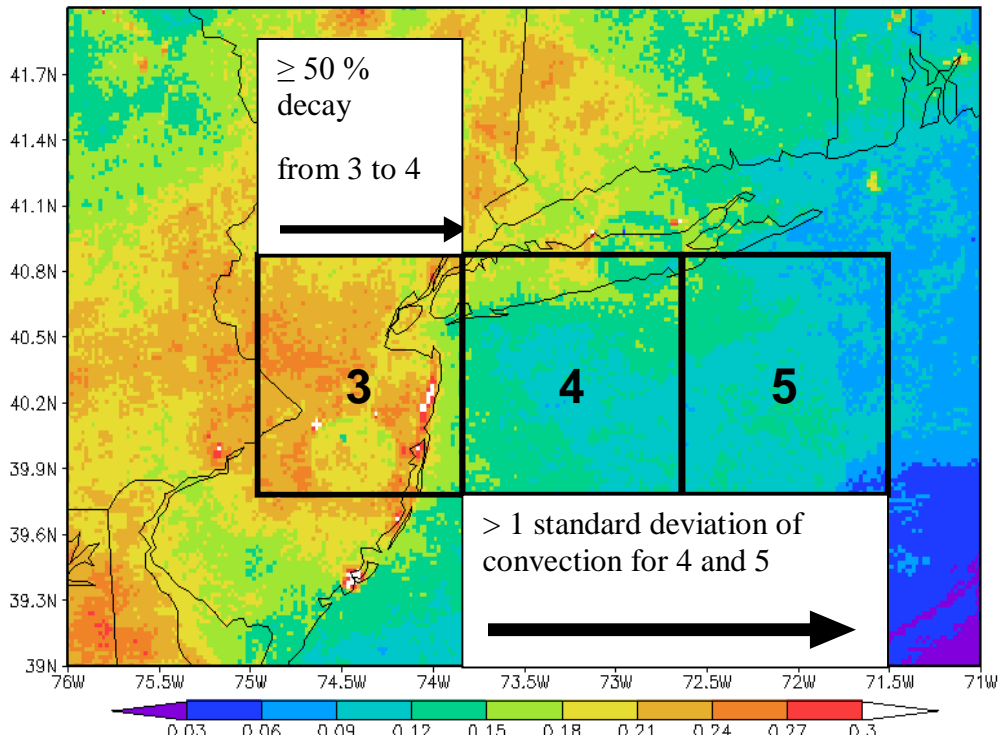 41.7N
41.4N
41.1N
40.8N
40.5N
40.2N
39.9N
39.6N
39.3N
39N
≥ 50 %
decay
from 3 to 4
3
4
5
> 1 standard deviation of
convection for 4 and 5
76W 75.5W 75W 74.5W 74W 73.5W 73W 72.5W 72W 71.5W 71W
0.03 0.06 0.09 0.12 0.15 0.18 0.21 0.24 0.27 0.3